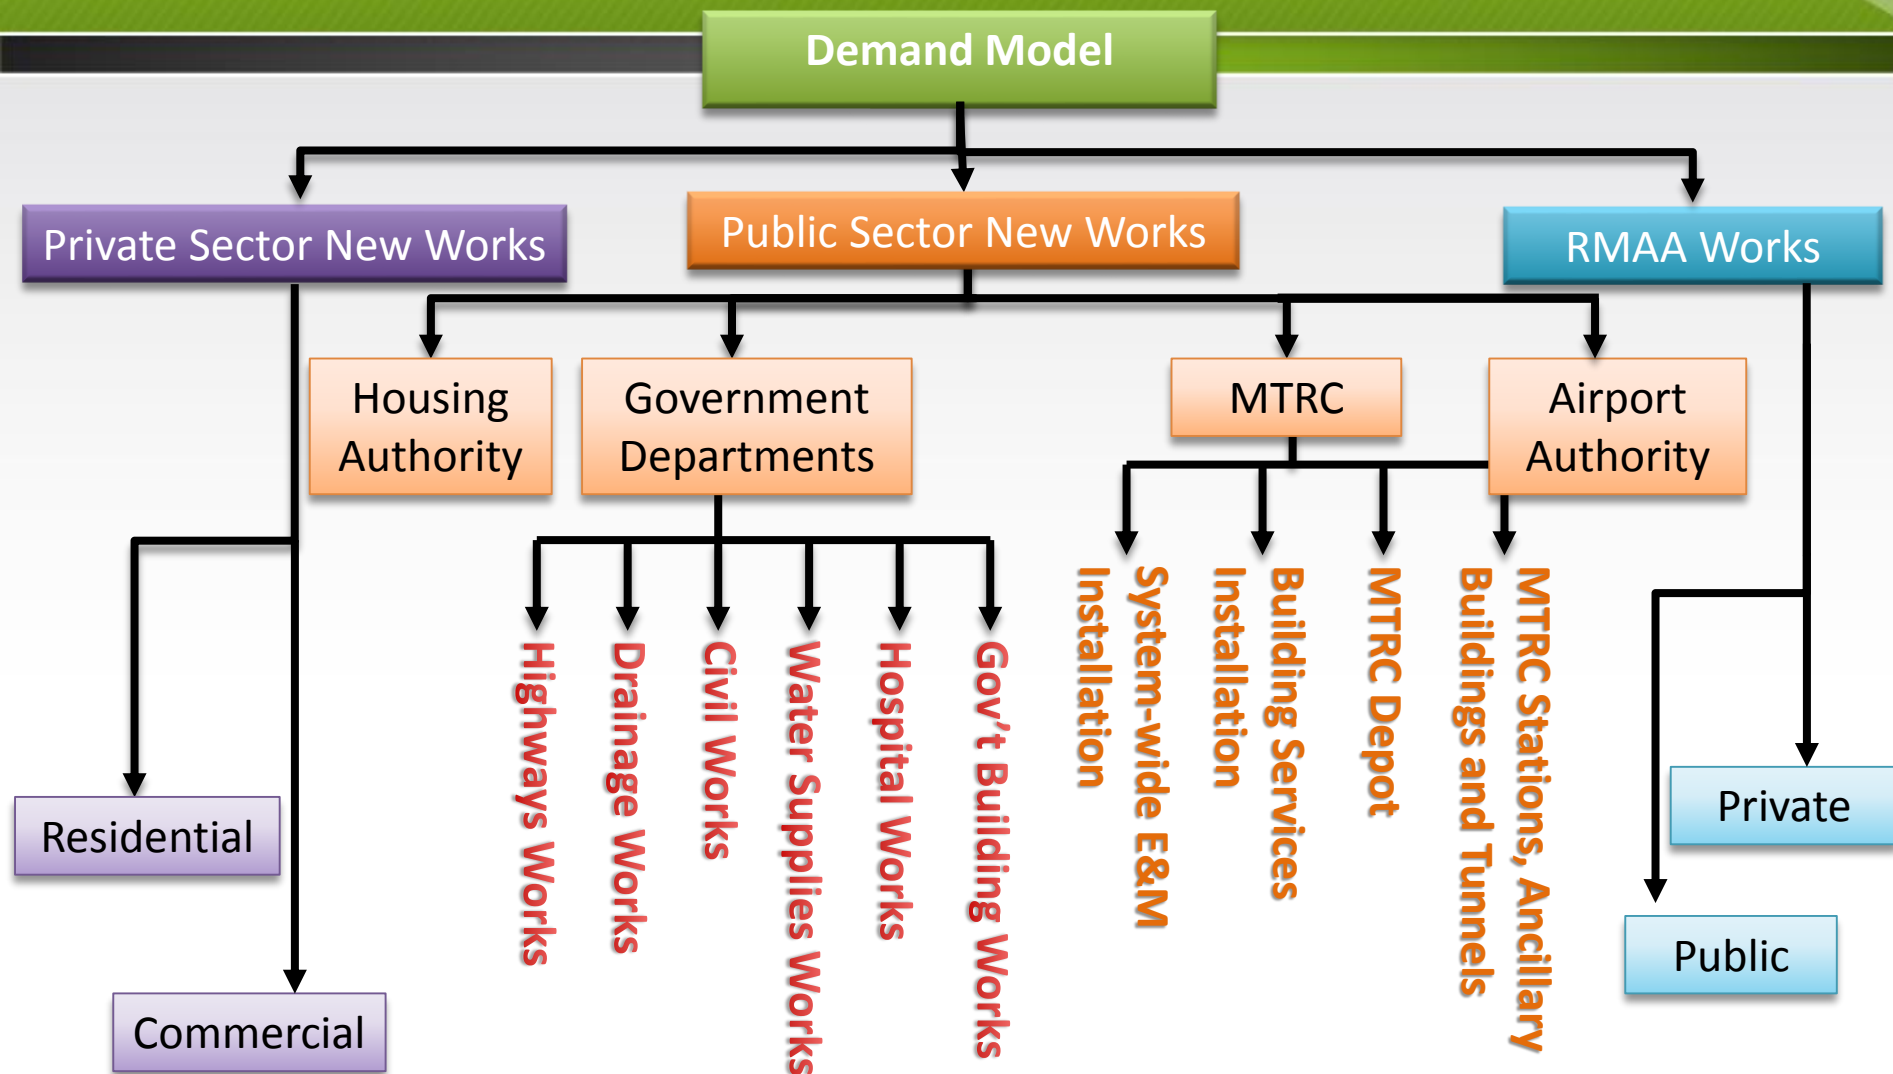 Demand Model
Private Sector New Works
Public Sector New Works
RMAA Works
Housing
Authority
Government
Departments
MTRC
Airport
Authority
Highways Works
Drainage Works
Civil Works
Water Supplies Works
Hospital Works
Gov't Building Works
System-wide E&M
Installation
Building Services
Installation
MTRC Depot
MTRC Stations, Ancillary
Buildings and Tunnels
Residential
Commercial
Private
Public